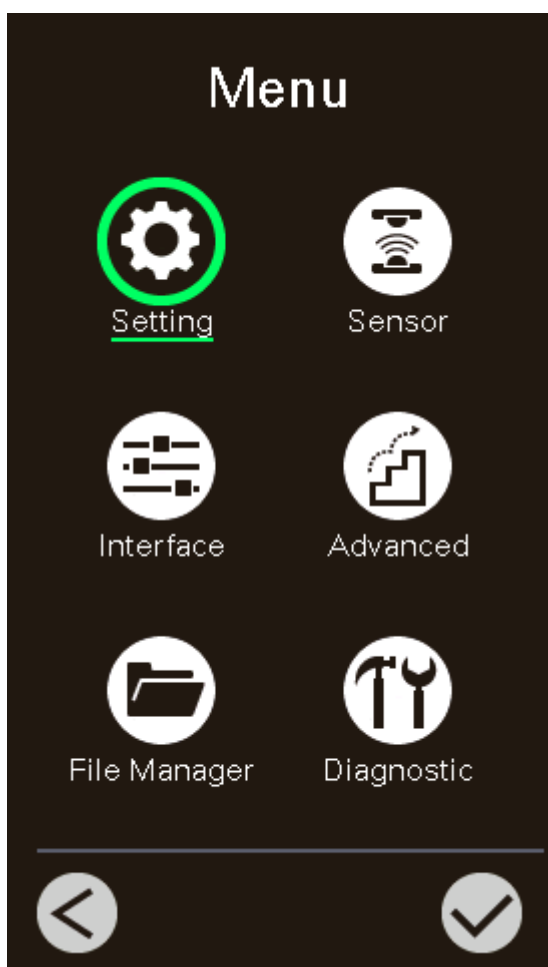 Menu
Setting
Sensor
Interface
Advanced
File Manager
Diagnostic